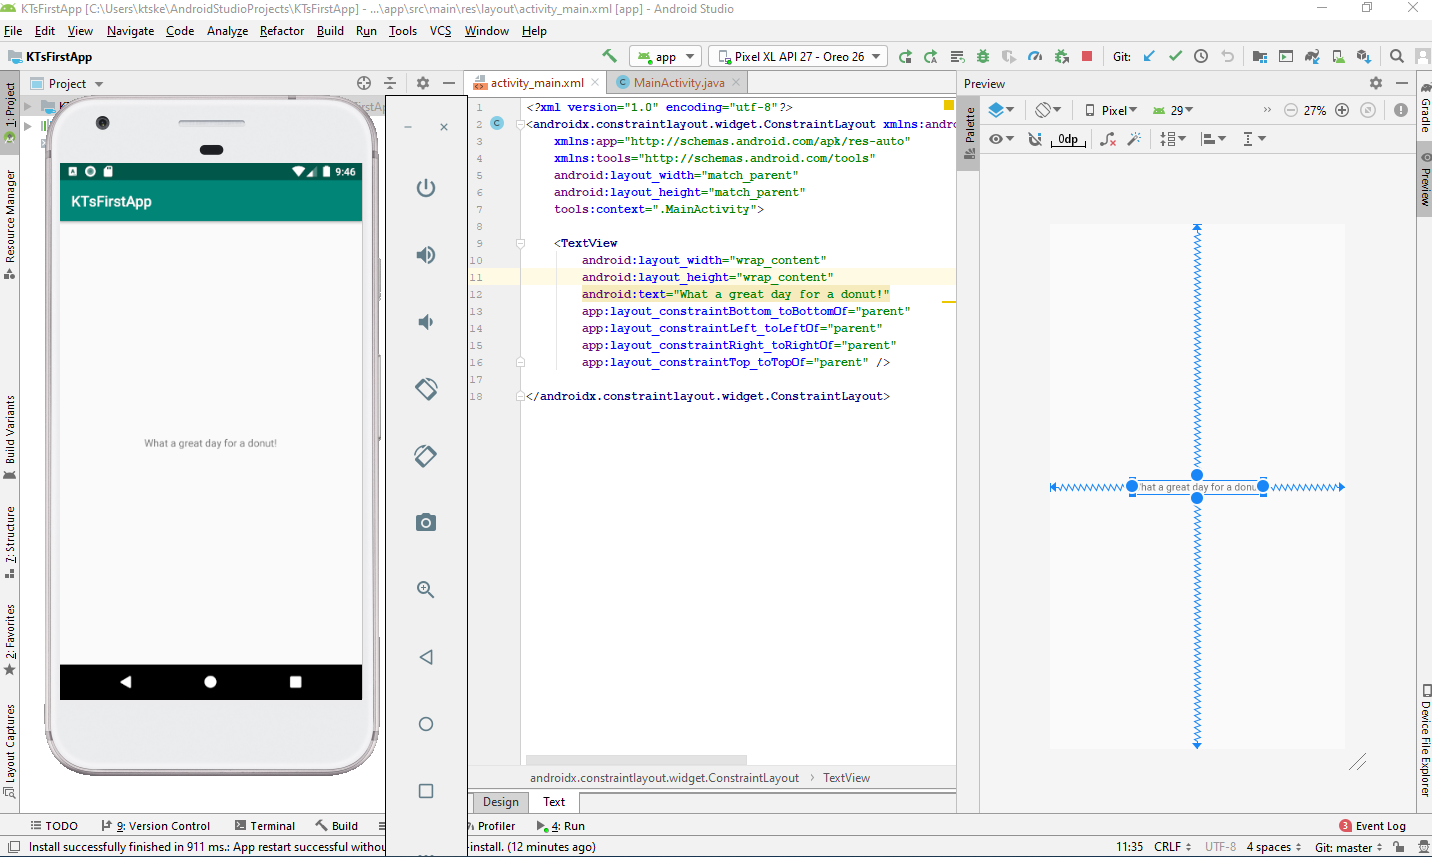 KTsFirstApp [C:\Users\ktske\AndroidStudioProjects\KTsFirstApp] - ...\app\src\main\res\layout\activity_main.xml [app] - Android Studio
File Edit View Navigate Code Analyze Refactor Build Run Tools VCS Window Help
KTsFirstApp
app
Pixel XL API 27 - Oreo 26
Git:
1: Project
Resource Manager
Build Variants
7: Structure
2: Favorites
Layout Captures
Project
9:46
KTsFirstApp
What a great day for a donut!
activity_main.xml
MainActivity.java
1 <?xml version="1.0" encoding="utf-8"?>
2 <androidx.constraintlayout.widget.ConstraintLayout xmlns:andro
3 xmlns:app="http://schemas.android.com/apk/res-auto"
4 xmlns:tools="http://schemas.android.com/tools"
5 android:layout_width="match_parent"
6 android:layout_height="match_parent"
7 tools:context=".MainActivity">
8
9 <TextView
10 android:layout_width="wrap_content"
11 android:layout_height="wrap_content"
12 android:text="What a great day for a donut!"
13 app:layout_constraintBottom_toBottomOf="parent"
14 app:layout_constraintLeft_toLeftOf="parent"
15 app:layout_constraintRight_toRightOf="parent"
16 app:layout_constraintTop_toTopOf="parent" />
17
18 </androidx.constraintlayout.widget.ConstraintLayout>
androidx.constraintlayout.widget.ConstraintLayout › TextView
Design Text
Preview
Palette
Pixel 29 27%
0dp
hat a great day for a donu
Gradle
Preview
Device File Explorer
TODO 9: Version Control Terminal Build Profiler 4: Run 3 Event Log
Install successfully finished in 911 ms.: App restart successful withou -install. (12 minutes ago) 11:35 CRLF UTF-8 4 spaces Git: master